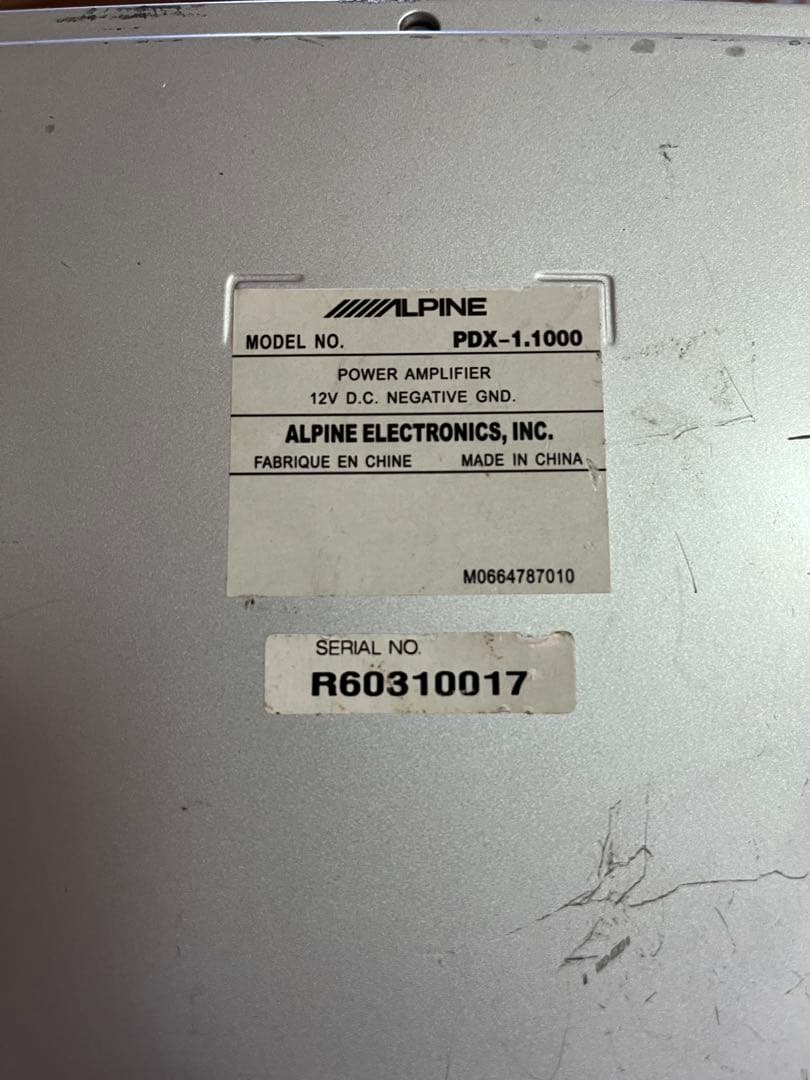 ALPINE
MODEL NO. PDX-1.1000
POWER AMPLIFIER
12V D.C. NEGATIVE GND.
ALPINE ELECTRONICS, INC.
FABRIQUE EN CHINE MADE IN CHINA
M0664787010
SERIAL NO.
R60310017